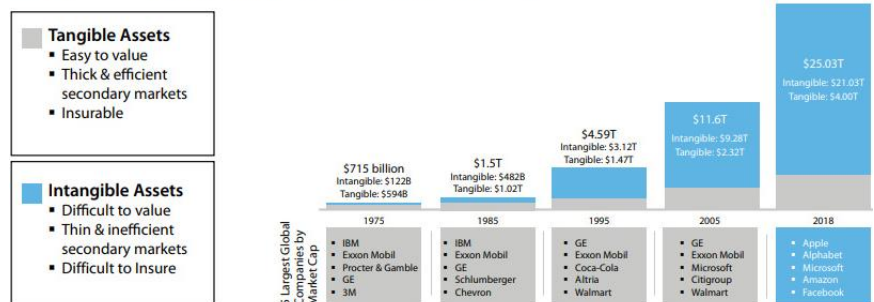 Tangible Assets
▪ Easy to value
▪ Thick & efficient
secondary markets
▪ Insurable
Intangible Assets
▪ Difficult to value
▪ Thin & inefficient
secondary markets
▪ Difficult to Insure
$715 billion
Intangible: $122B
Tangible: $594B
$1.5T
Intangible: $482B
Tangible: $1.02T
$4.59T
Intangible: $3.12T
Tangible: $1.47T
$11.6T
Intangible: $9.28T
Tangible: $2.32T
$25.03T
Intangible: $21.03T
Tangible: $4.00T
5 Largest Global
Companies by
Market Cap
1975
▪ IBM
▪ Exxon Mobil
▪ Procter & Gamble
▪ GE
▪ 3M
1985
▪ IBM
▪ Exxon Mobil
▪ GE
▪ Schlumberger
▪ Chevron
1995
▪ GE
▪ Exxon Mobil
▪ Coca-Cola
▪ Altria
▪ Walmart
2005
▪ GE
▪ Exxon Mobil
▪ Microsoft
▪ Citigroup
▪ Walmart
2018
▪ Apple
▪ Alphabet
▪ Microsoft
▪ Amazon
▪ Facebook